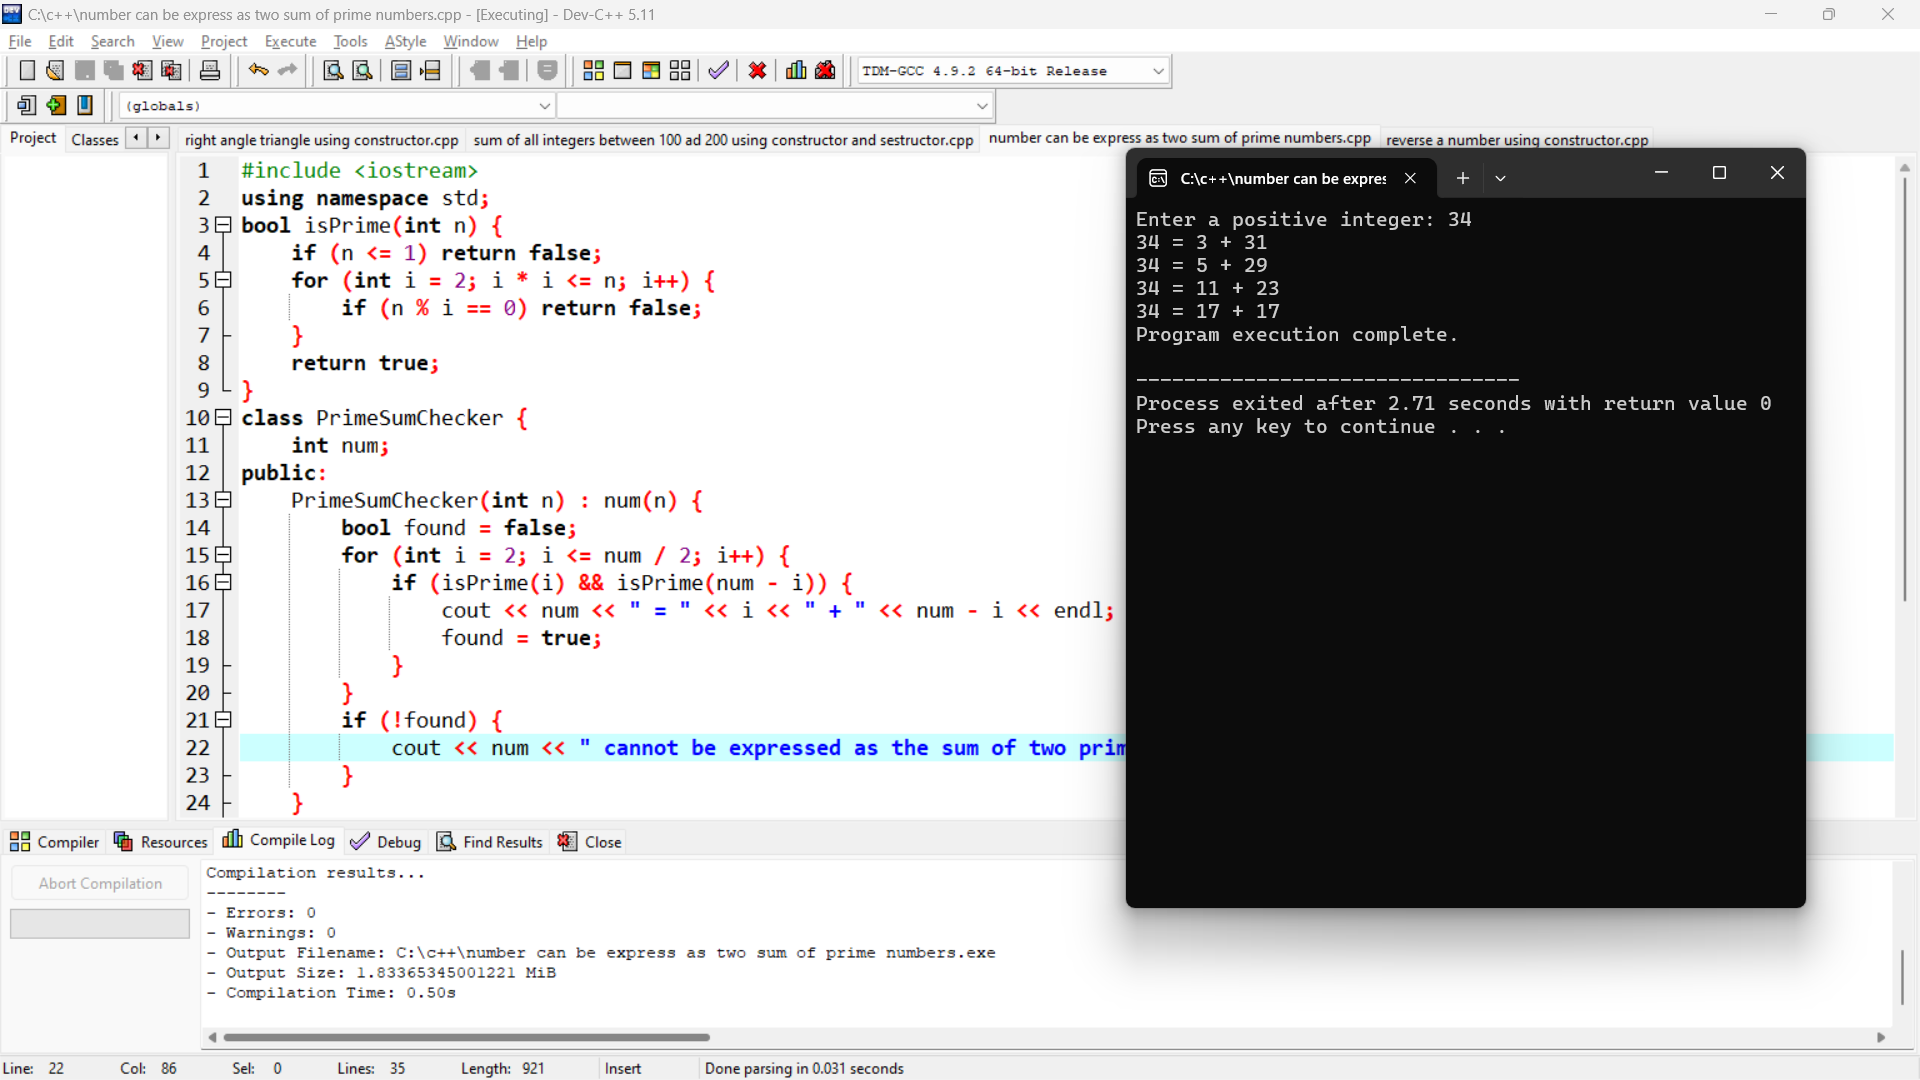 C:\c++\number can be express as two sum of prime numbers.cpp - [Executing] - Dev-C++ 5.11
File Edit Search View Project Execute Tools AStyle Window Help
TDM-GCC 4.9.2 64-bit Release
(globals)
Project Classes
right angle triangle using constructor.cpp sum of all integers between 100 ad 200 using constructor and sestructor.cpp number can be express as two sum of prime numbers.cpp reverse a number using constructor.cpp
1 #include <iostream>
2 using namespace std;
3 bool isPrime(int n) {
4 if (n <= 1) return false;
5 for (int i = 2; i * i <= n; i++) {
6 if (n % i == 0) return false;
7 }
8 return true;
9 }
10 class PrimeSumChecker {
11 int num;
12 public:
13 PrimeSumChecker(int n) : num(n) {
14 bool found = false;
15 for (int i = 2; i <= num / 2; i++) {
16 if (isPrime(i) && isPrime(num - i)) {
17 cout << num << " = " << i << " + " << num - i << endl;
18 found = true;
19 }
20 }
21 if (!found) {
22 cout << num << " cannot be expressed as the sum of two prim
23 }
24 }
C:\c++\number can be expres
Enter a positive integer: 34
34 = 3 + 31
34 = 5 + 29
34 = 11 + 23
34 = 17 + 17
Program execution complete.
--------------------------------
Process exited after 2.71 seconds with return value 0
Press any key to continue . . .
Compiler Resources Compile Log Debug Find Results Close
Abort Compilation
Compilation results...
--------
- Errors: 0
- Warnings: 0
- Output Filename: C:\c++\number can be express as two sum of prime numbers.exe
- Output Size: 1.83365345001221 MiB
- Compilation Time: 0.50s
Line: 22 Col: 86 Sel: 0 Lines: 35 Length: 921 Insert Done parsing in 0.031 seconds